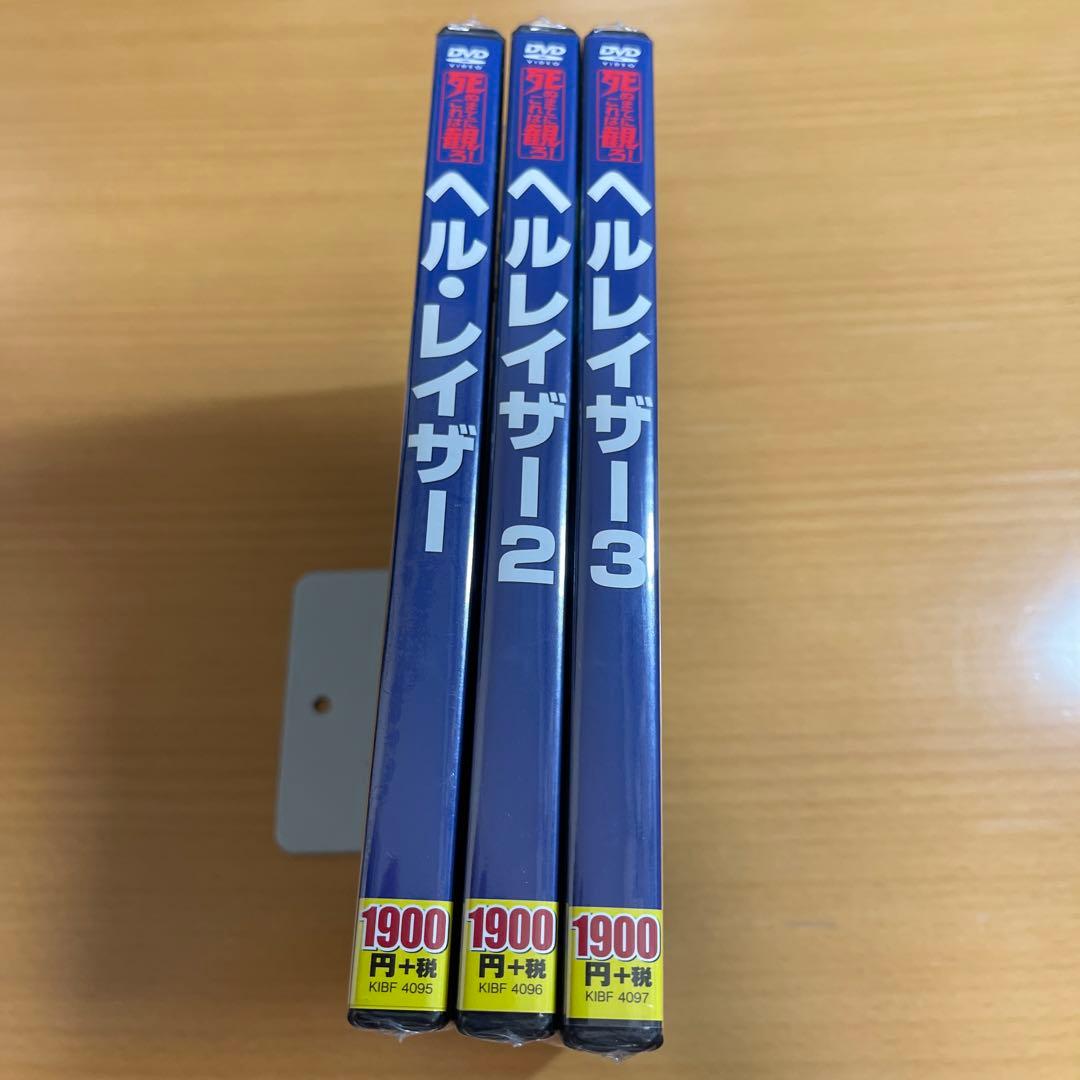 DVD
VIDEO
死ぬまでにこれは観ろ!
ヘル・レイザー
1900
円+税
KIBF 4095
DVD
VIDEO
死ぬまでにこれは観ろ!
ヘルレイザー2
1900
円+税
KIBF 4096
DVD
VIDEO
死ぬまでにこれは観ろ!
ヘルレイザー3
1900
円+税
KIBF 4097